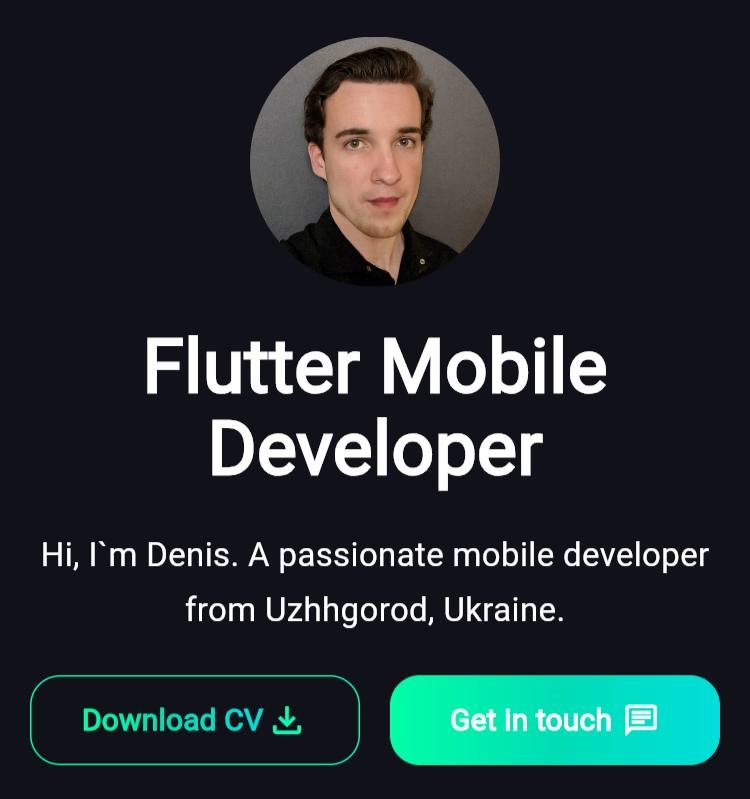 Flutter Mobile
Developer
Hi, I`m Denis. A passionate mobile developer
from Uzhhgorod, Ukraine.
Download CV
Get in touch